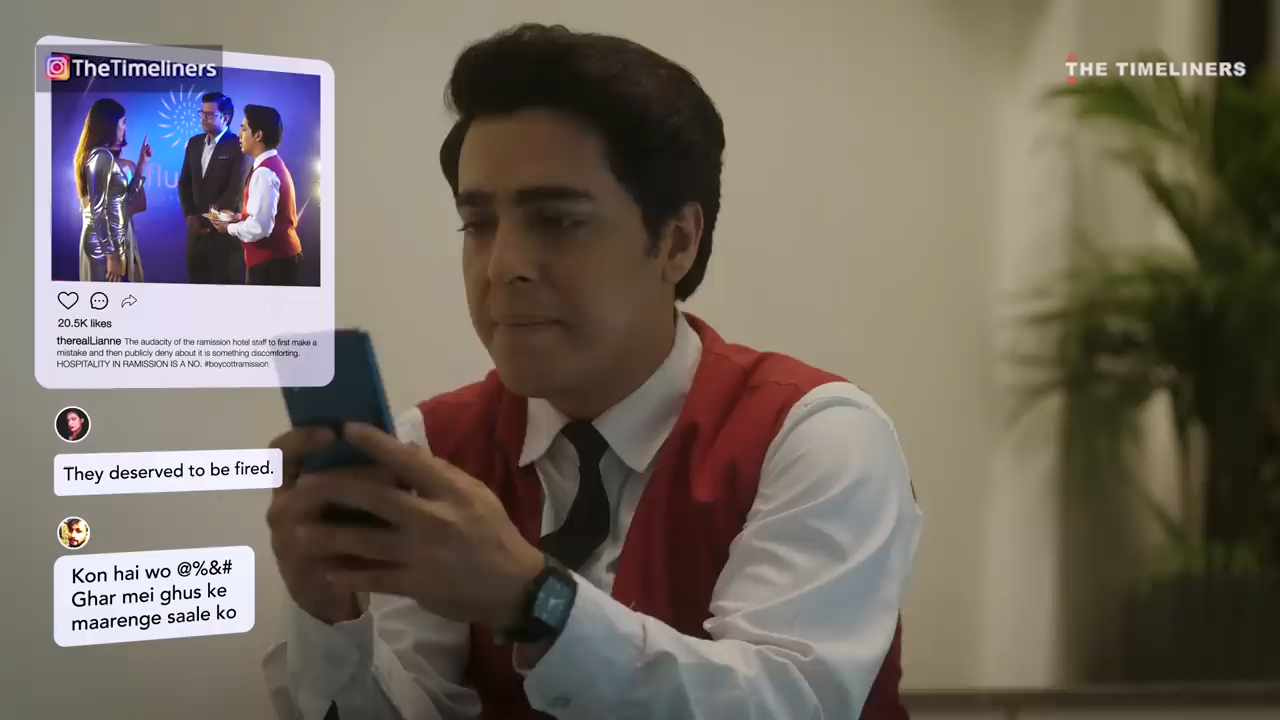 TheTimeliners
THE TIMELINERS
flu
20.5K likes
therealLianne The audacity of the ramission hotel staff to first make a
mistake and then publicly deny about it is something discomforting.
HOSPITALITY IN RAMISSION IS A NO. #boycottramission
They deserved to be fired.
Kon hai wo @%&#
Ghar mei ghus ke
maarenge saale ko